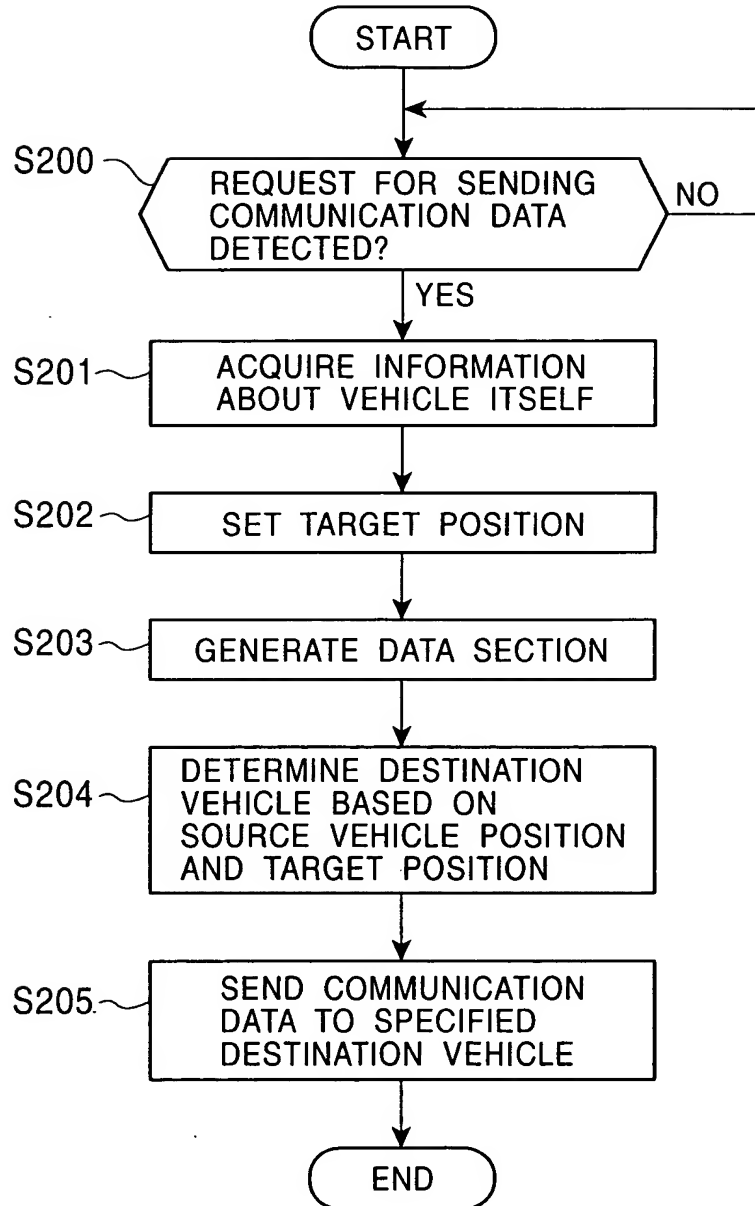 START
S200
REQUEST FOR SENDING
COMMUNICATION DATA
DETECTED?
NO
YES
S201
ACQUIRE INFORMATION
ABOUT VEHICLE ITSELF
S202
SET TARGET POSITION
S203
GENERATE DATA SECTION
S204
DETERMINE DESTINATION
VEHICLE BASED ON
SOURCE VEHICLE POSITION
AND TARGET POSITION
S205
SEND COMMUNICATION
DATA TO SPECIFIED
DESTINATION VEHICLE
END